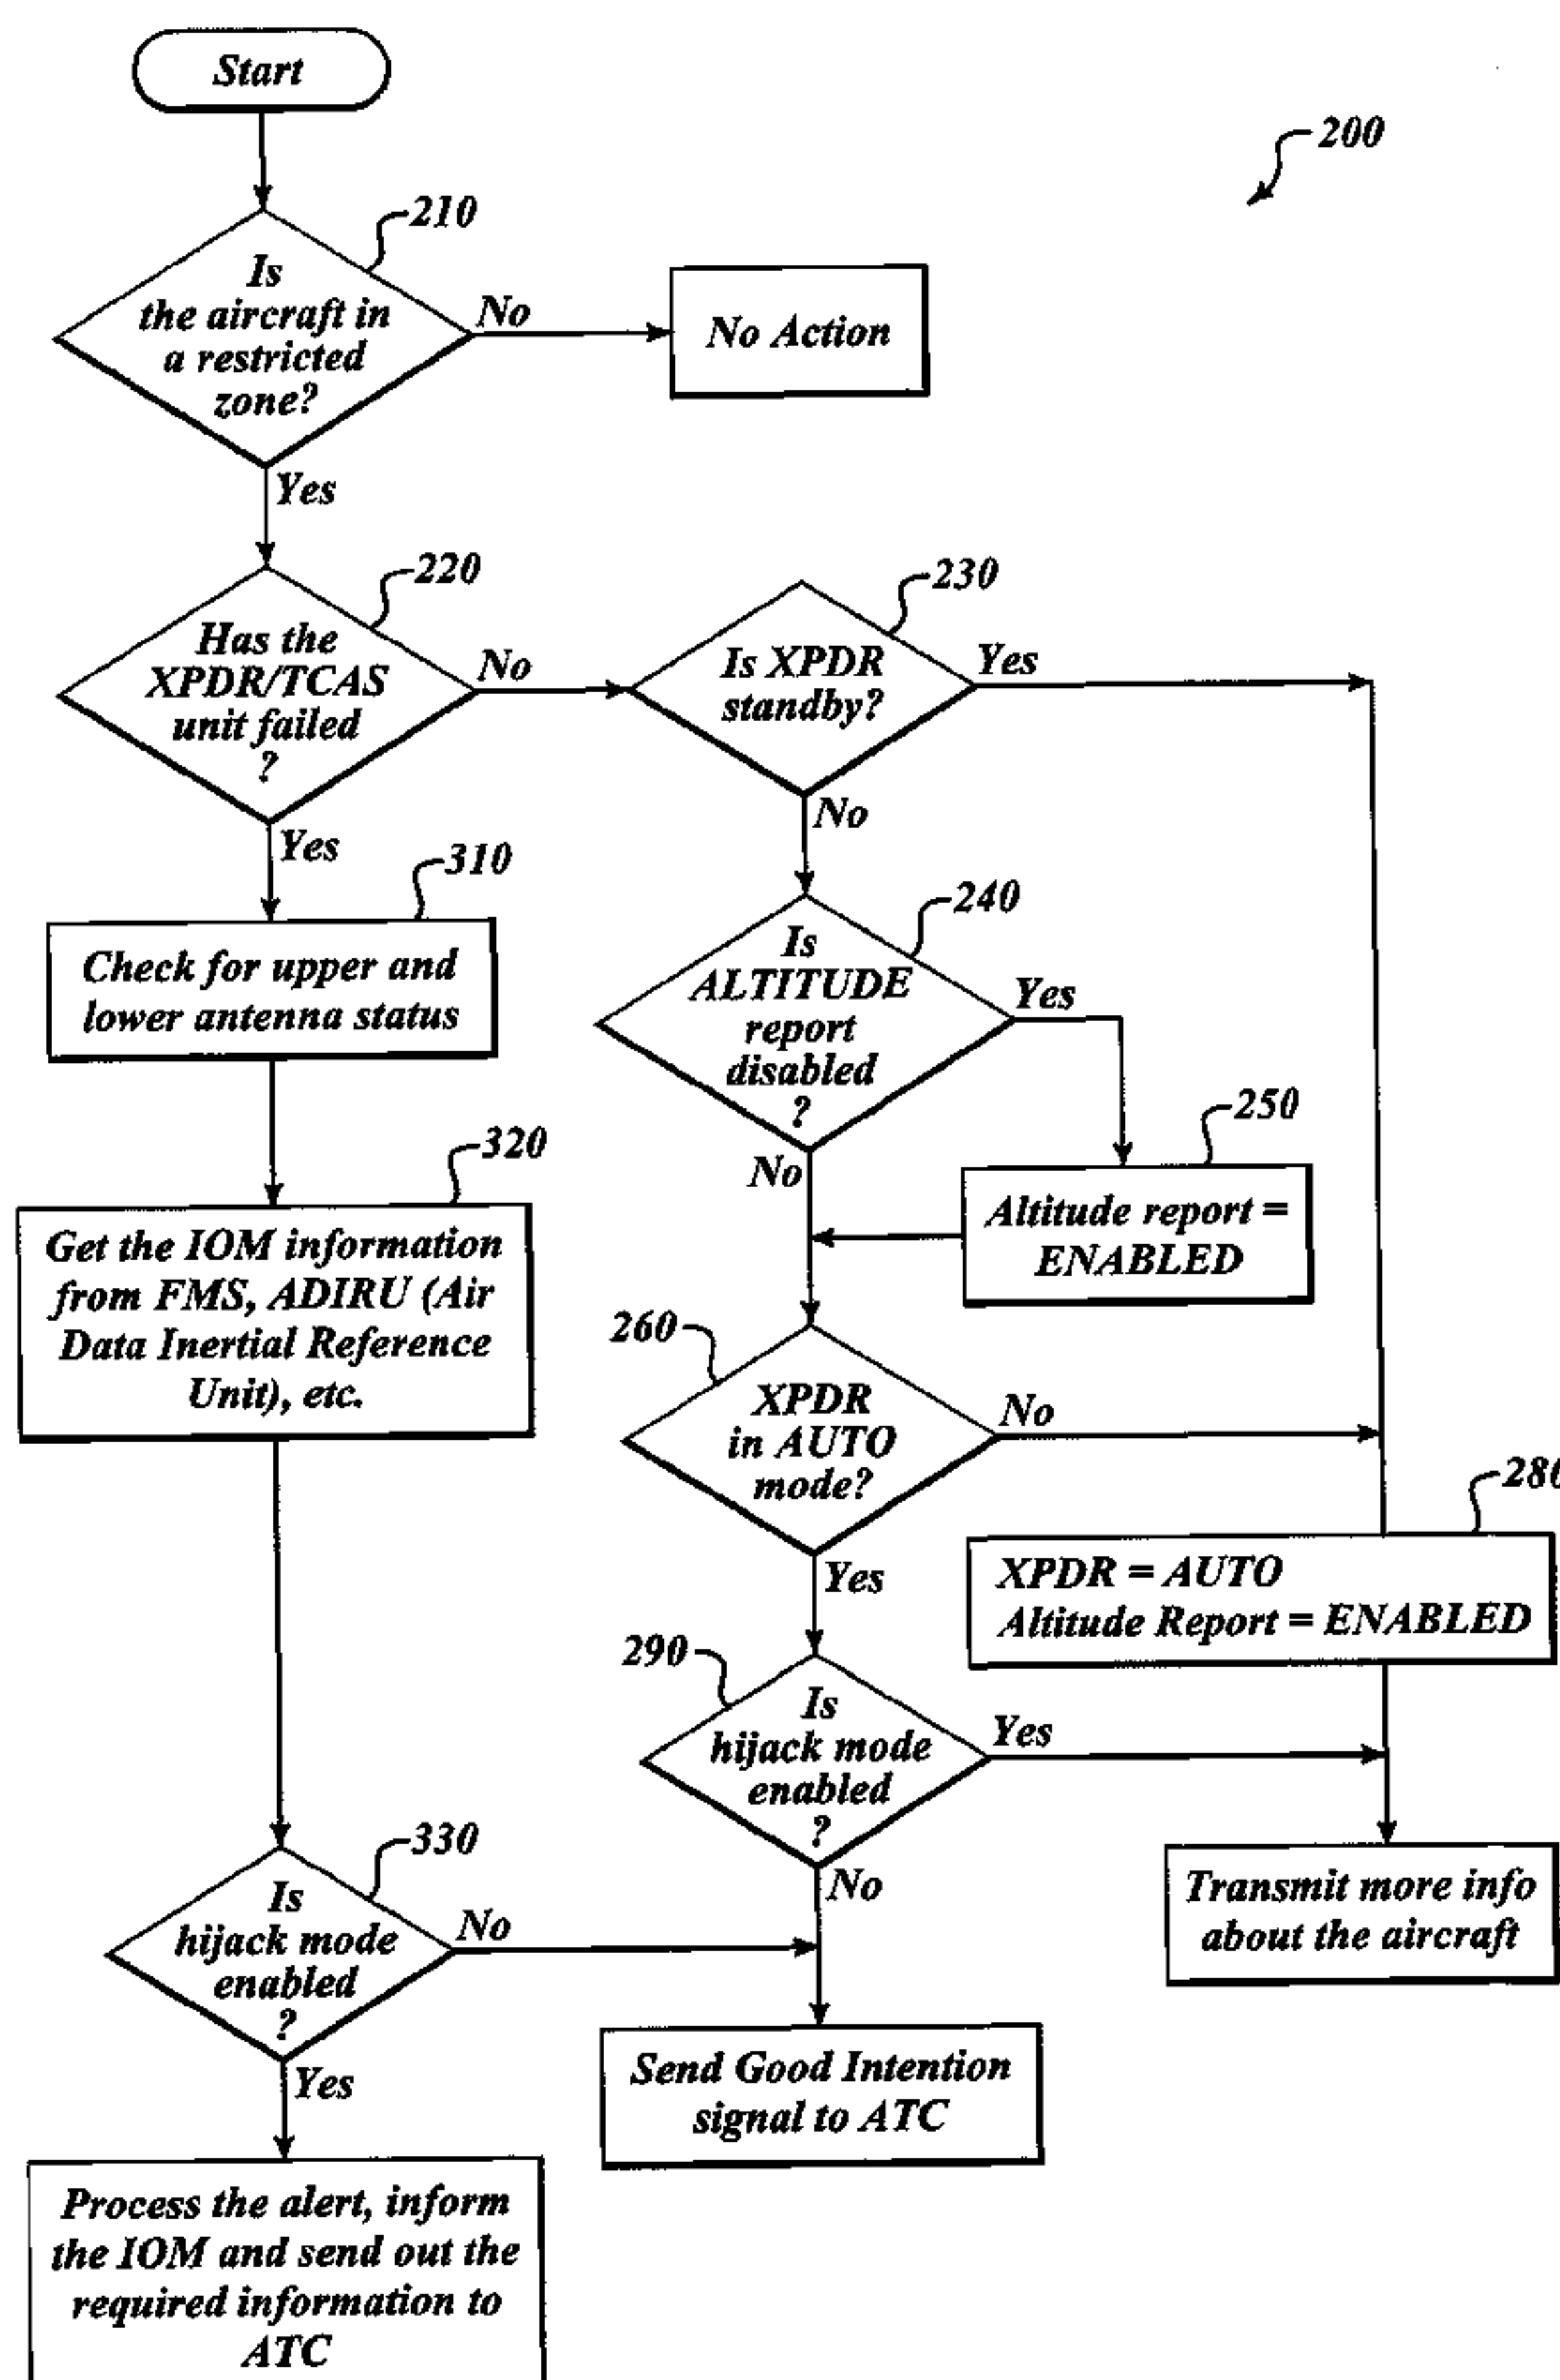 Start
200
210
Is
the aircraft in
a restricted
zone?
No
No Action
Yes
220
Has the
XPDR/TCAS
unit failed
?
No
230
Is XPDR
standby?
Yes
No
Yes
310
Check for upper and
lower antenna status
240
Is
ALTITUDE
report
disabled
?
Yes
No
250
Altitude report =
ENABLED
320
Get the IOM information
from FMS, ADIRU (Air
Data Inertial Reference
Unit), etc.
260
XPDR
in AUTO
mode?
No
Yes
280
XPDR = AUTO
Altitude Report = ENABLED
290
Is
hijack mode
enabled
?
Yes
No
Transmit more info
about the aircraft
330
Is
hijack mode
enabled
?
No
Yes
Send Good Intention
signal to ATC
Process the alert, inform
the IOM and send out the
required information to
ATC